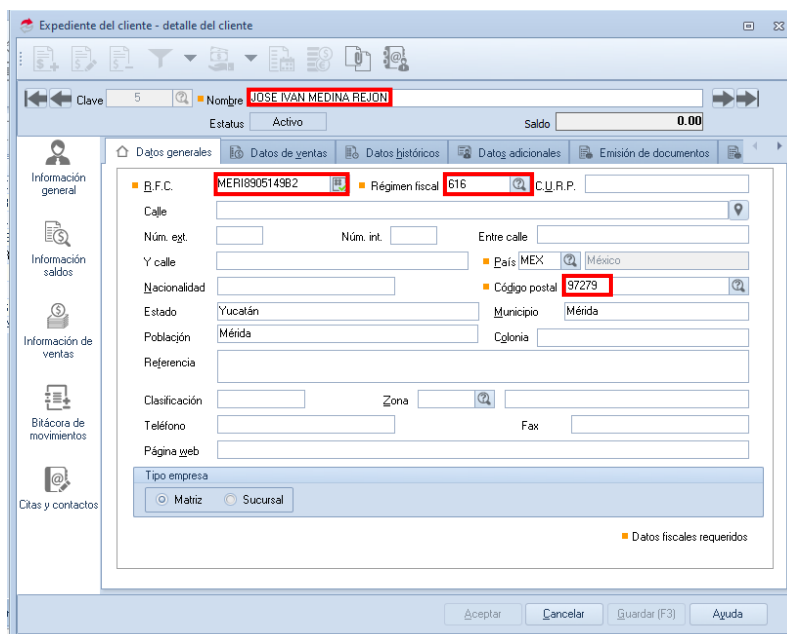 Expediente del cliente - detalle del cliente
Clave 5 Nombre JOSE IVAN MEDINA REJON
Estatus Activo Saldo 0.00
Información general
Información saldos
Información de ventas
Bitácora de movimientos
Citas y contactos
Datos generales Datos de ventas Datos históricos Datos adicionales Emisión de documentos
R.F.C. MERI8905149B2 Régimen fiscal 616 C.U.R.P.
Calle
Núm. ext. Núm. int. Entre calle
Y calle País MEX México
Nacionalidad Código postal 97279
Estado Yucatán Municipio Mérida
Población Mérida Colonia
Referencia
Clasificación Zona
Teléfono Fax
Página web
Tipo empresa
Matriz Sucursal
Datos fiscales requeridos
Aceptar Cancelar Guardar (F3) Ayuda